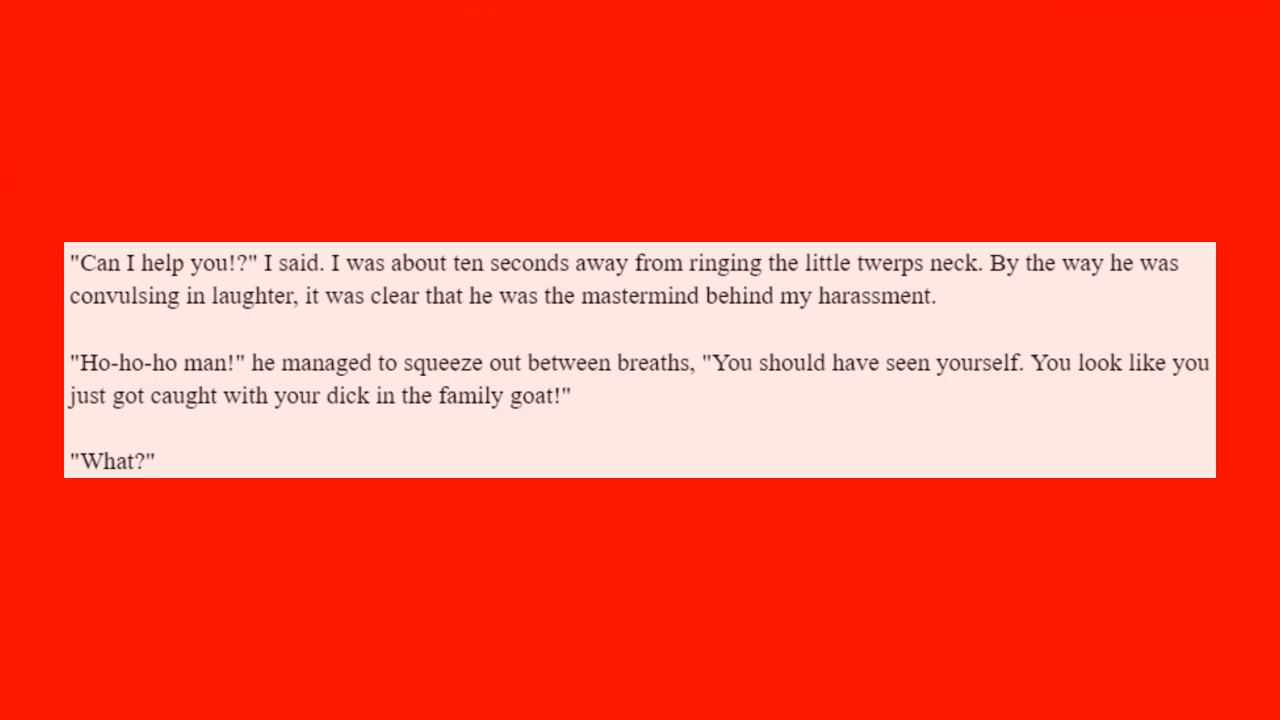 "Can I help you!?" I said. I was about ten seconds away from ringing the little twerps neck. By the way he was
convulsing in laughter, it was clear that he was the mastermind behind my harassment.
"Ho-ho-ho man!" he managed to squeeze out between breaths, "You should have seen yourself. You look like you
just got caught with your dick in the family goat!"
"What?"